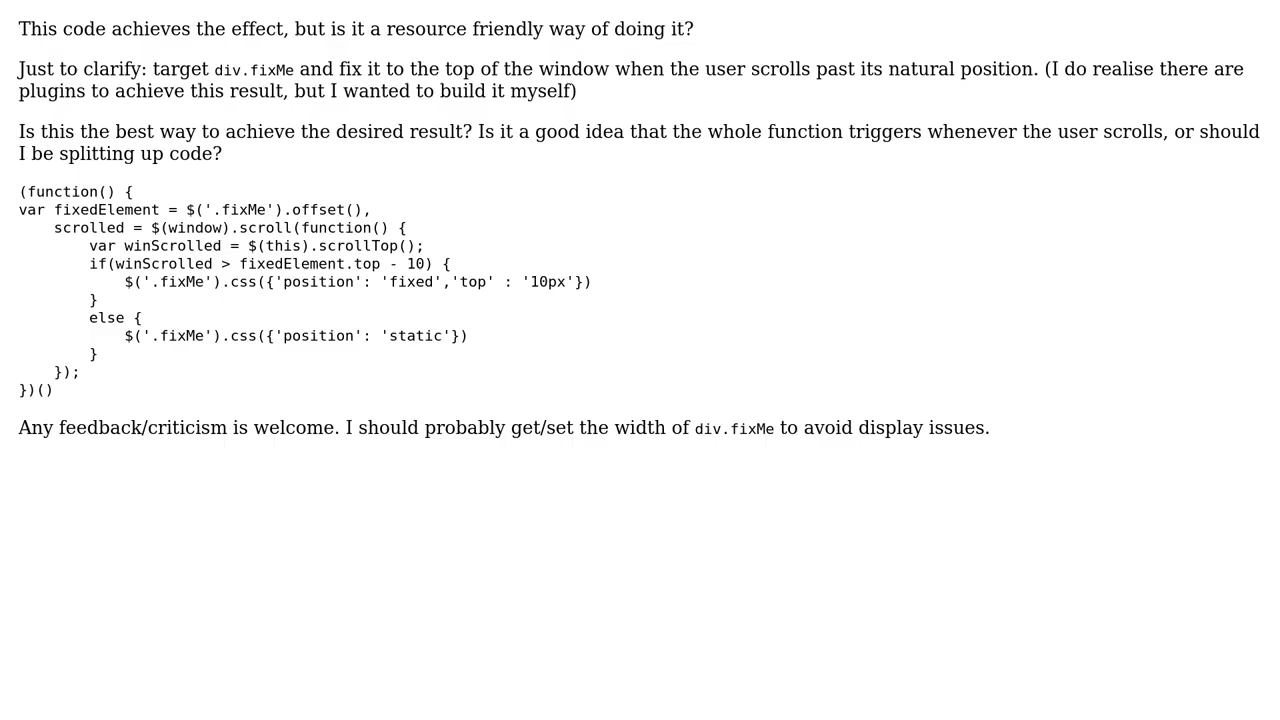 This code achieves the effect, but is it a resource friendly way of doing it?
Just to clarify: target div.fixMe and fix it to the top of the window when the user scrolls past its natural position. (I do realise there are
plugins to achieve this result, but I wanted to build it myself)
Is this the best way to achieve the desired result? Is it a good idea that the whole function triggers whenever the user scrolls, or should
I be splitting up code?
(function() {
var fixedElement = $('.fixMe').offset(),
    scrolled = $(window).scroll(function() {
        var winScrolled = $(this).scrollTop();
        if(winScrolled > fixedElement.top - 10) {
            $('.fixMe').css({'position': 'fixed','top' : '10px'})
        }
        else {
            $('.fixMe').css({'position': 'static'})
        }
    });
})()
Any feedback/criticism is welcome. I should probably get/set the width of div.fixMe to avoid display issues.